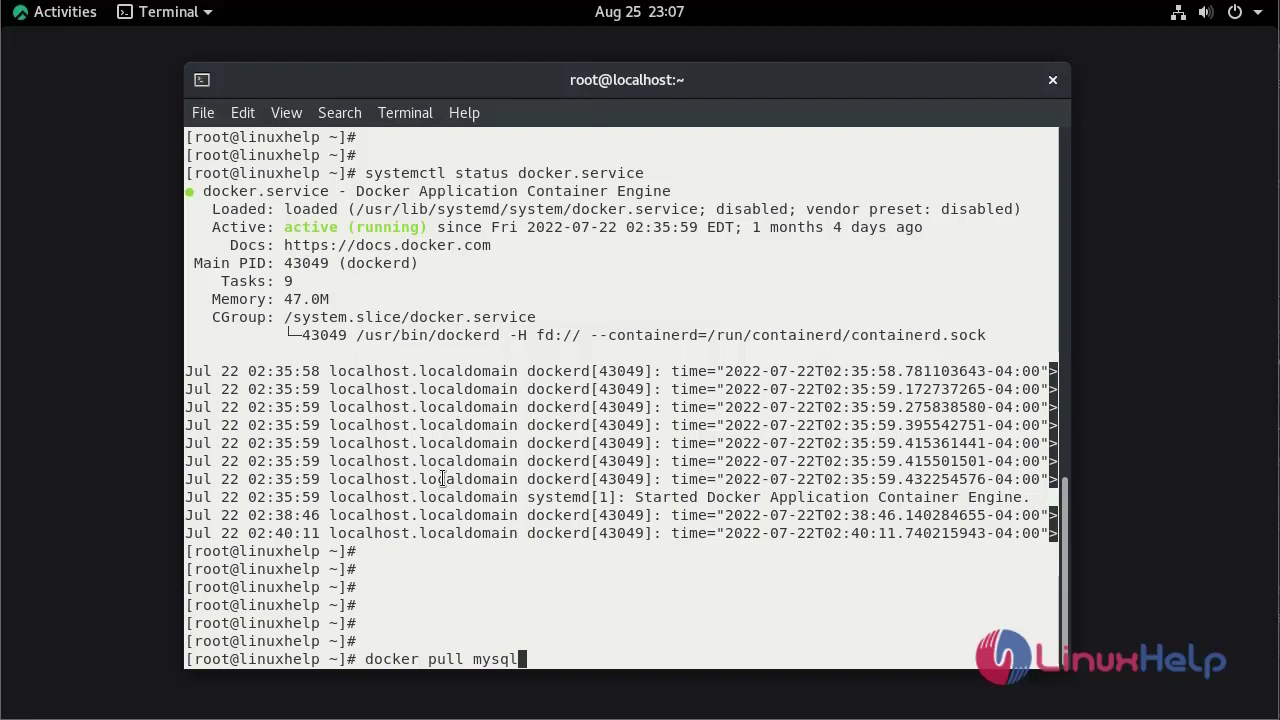 Activities Terminal Aug 25 23:07
root@localhost:~
File Edit View Search Terminal Help
[root@linuxhelp ~]#
[root@linuxhelp ~]#
[root@linuxhelp ~]# systemctl status docker.service
● docker.service - Docker Application Container Engine
Loaded: loaded (/usr/lib/systemd/system/docker.service; disabled; vendor preset: disabled)
Active: active (running) since Fri 2022-07-22 02:35:59 EDT; 1 months 4 days ago
Docs: https://docs.docker.com
Main PID: 43049 (dockerd)
Tasks: 9
Memory: 47.0M
CGroup: /system.slice/docker.service
└─43049 /usr/bin/dockerd -H fd:// --containerd=/run/containerd/containerd.sock
Jul 22 02:35:58 localhost.localdomain dockerd[43049]: time="2022-07-22T02:35:58.781103643-04:00">
Jul 22 02:35:59 localhost.localdomain dockerd[43049]: time="2022-07-22T02:35:59.172737265-04:00">
Jul 22 02:35:59 localhost.localdomain dockerd[43049]: time="2022-07-22T02:35:59.275838580-04:00">
Jul 22 02:35:59 localhost.localdomain dockerd[43049]: time="2022-07-22T02:35:59.395542751-04:00">
Jul 22 02:35:59 localhost.localdomain dockerd[43049]: time="2022-07-22T02:35:59.415361441-04:00">
Jul 22 02:35:59 localhost.localdomain dockerd[43049]: time="2022-07-22T02:35:59.415501501-04:00">
Jul 22 02:35:59 localhost.localdomain dockerd[43049]: time="2022-07-22T02:35:59.432254576-04:00">
Jul 22 02:35:59 localhost.localdomain systemd[1]: Started Docker Application Container Engine.
Jul 22 02:38:46 localhost.localdomain dockerd[43049]: time="2022-07-22T02:38:46.140284655-04:00">
Jul 22 02:40:11 localhost.localdomain dockerd[43049]: time="2022-07-22T02:40:11.740215943-04:00">
[root@linuxhelp ~]#
[root@linuxhelp ~]#
[root@linuxhelp ~]#
[root@linuxhelp ~]#
[root@linuxhelp ~]#
[root@linuxhelp ~]#
[root@linuxhelp ~]# docker pull mysql
LinuxHelp